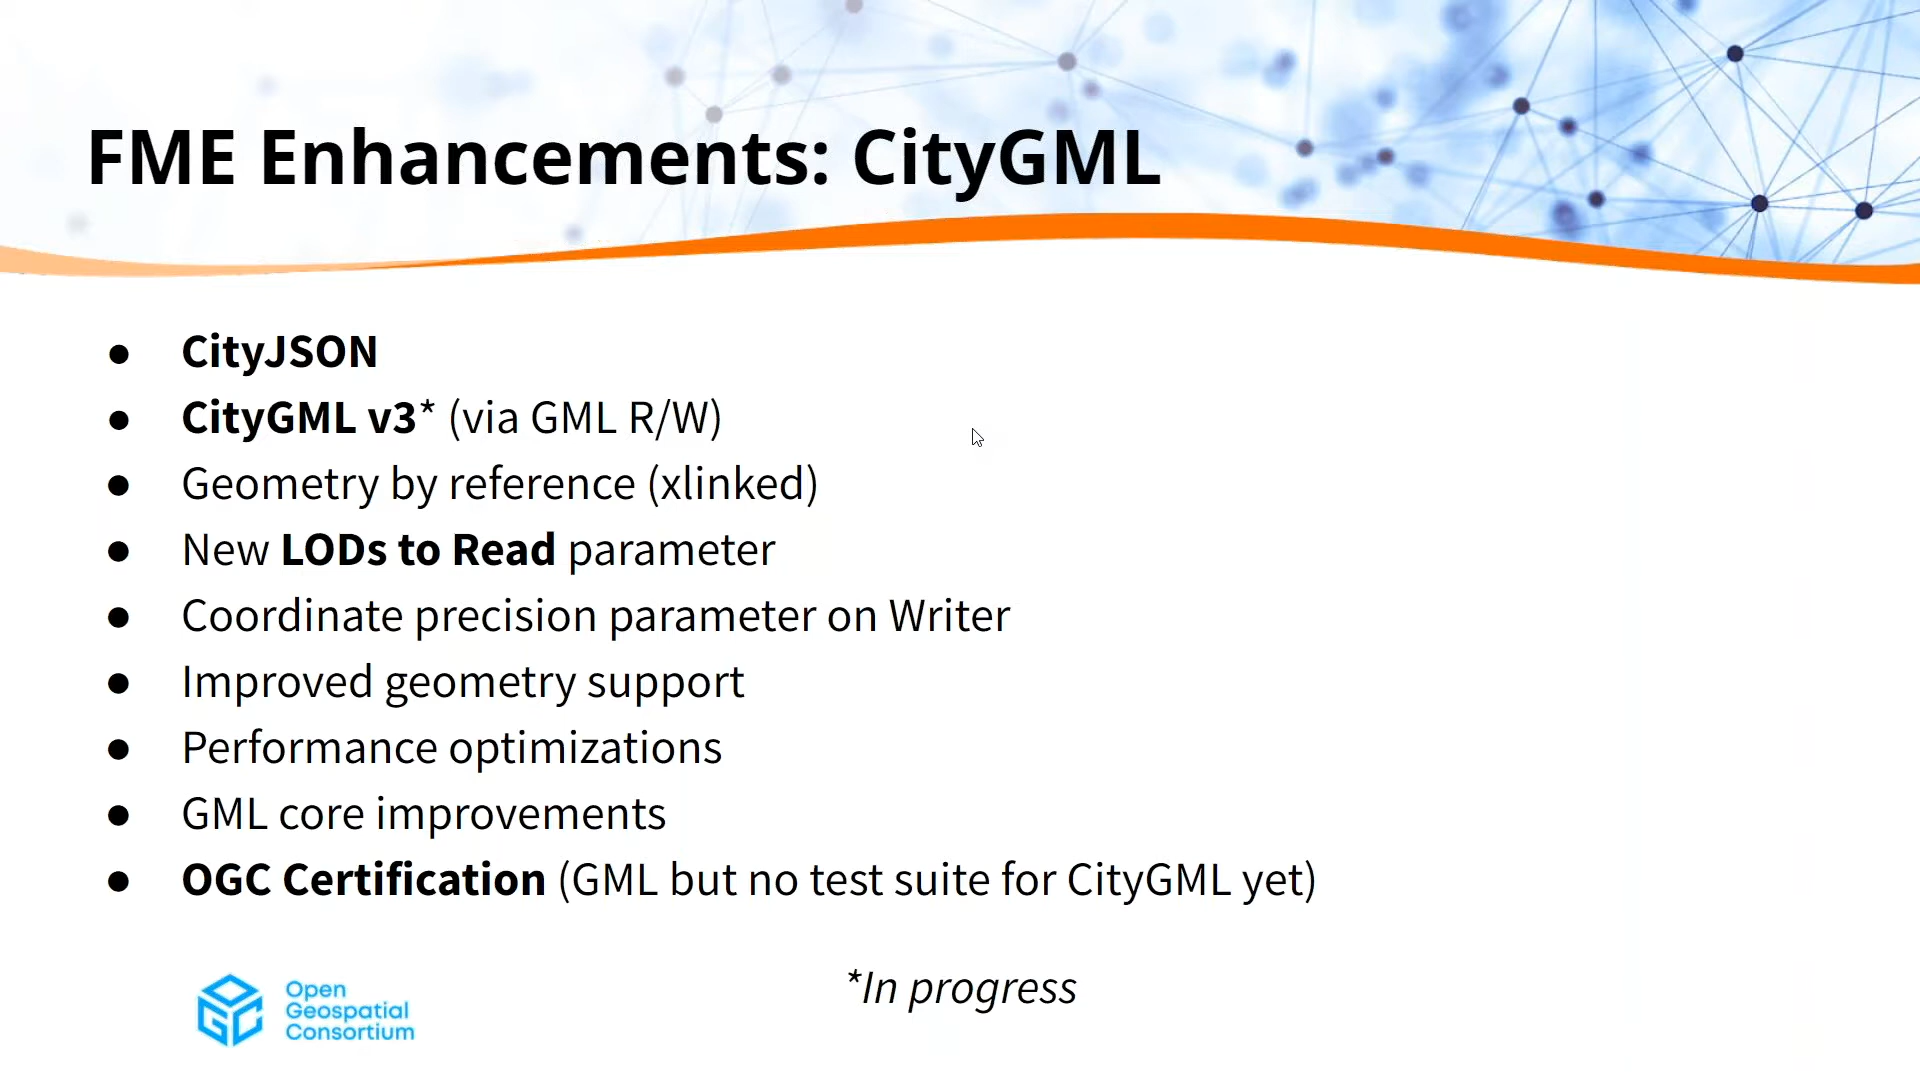 FME Enhancements: CityGML
● CityJSON
● CityGML v3* (via GML R/W)
● Geometry by reference (xlinked)
● New LODs to Read parameter
● Coordinate precision parameter on Writer
● Improved geometry support
● Performance optimizations
● GML core improvements
● OGC Certification (GML but no test suite for CityGML yet)
*In progress
OGC
Open
Geospatial
Consortium